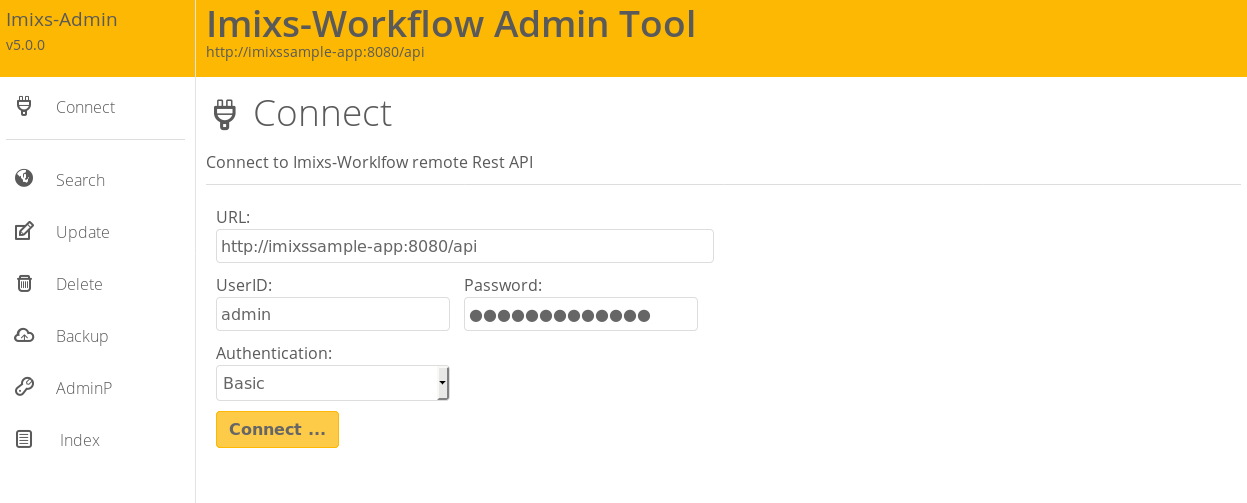 Imixs-Admin
v5.0.0
Imixs-Workflow Admin Tool
http://imixssample-app:8080/api
Connect
Search
Update
Delete
Backup
AdminP
Index
Connect
Connect to Imixs-Worklfow remote Rest API
URL:
http://imixssample-app:8080/api
UserID: Password:
admin ●●●●●●●●●●●●●
Authentication:
Basic
Connect ...